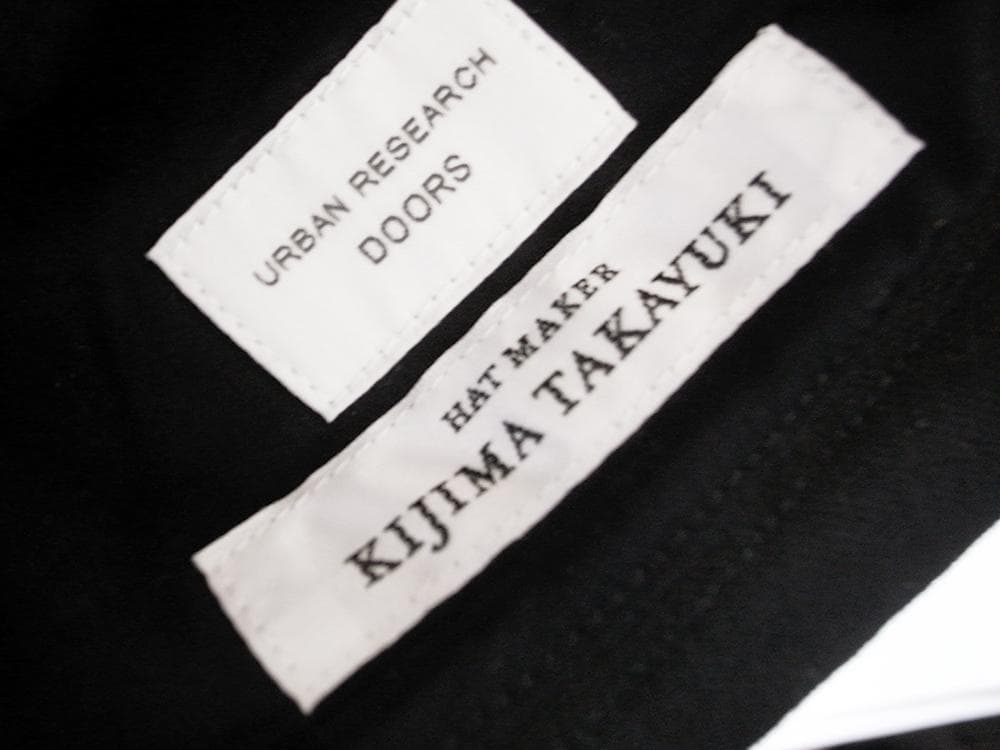 URBAN RESEARCH
DOORS
HAT MAKER
KIJIMA TAKAYUKI